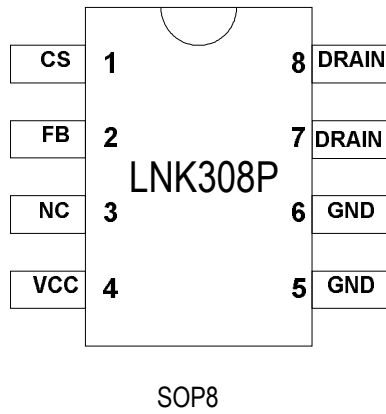 CS 1 8 DRAIN
FB 2 7 DRAIN
LNK308P
NC 3 6 GND
VCC 4 5 GND
SOP8